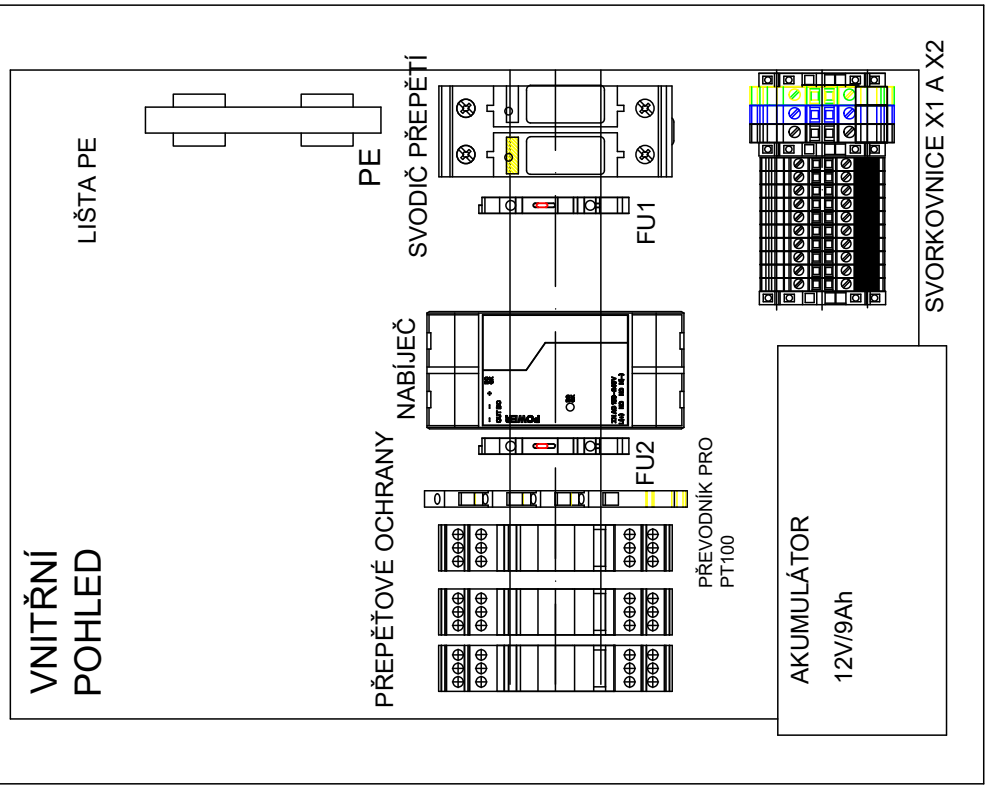 VNITŘNÍ
POHLED
LIŠTA PE
PE
SVODIČ PŘEPĚTÍ
FU1
NABÍJEČ
POWER
PŘEPĚŤOVÉ OCHRANY
FU2
PŘEVODNÍK PRO
PT100
SVORKOVNICE X1 A X2
AKUMULÁTOR
12V/9Ah